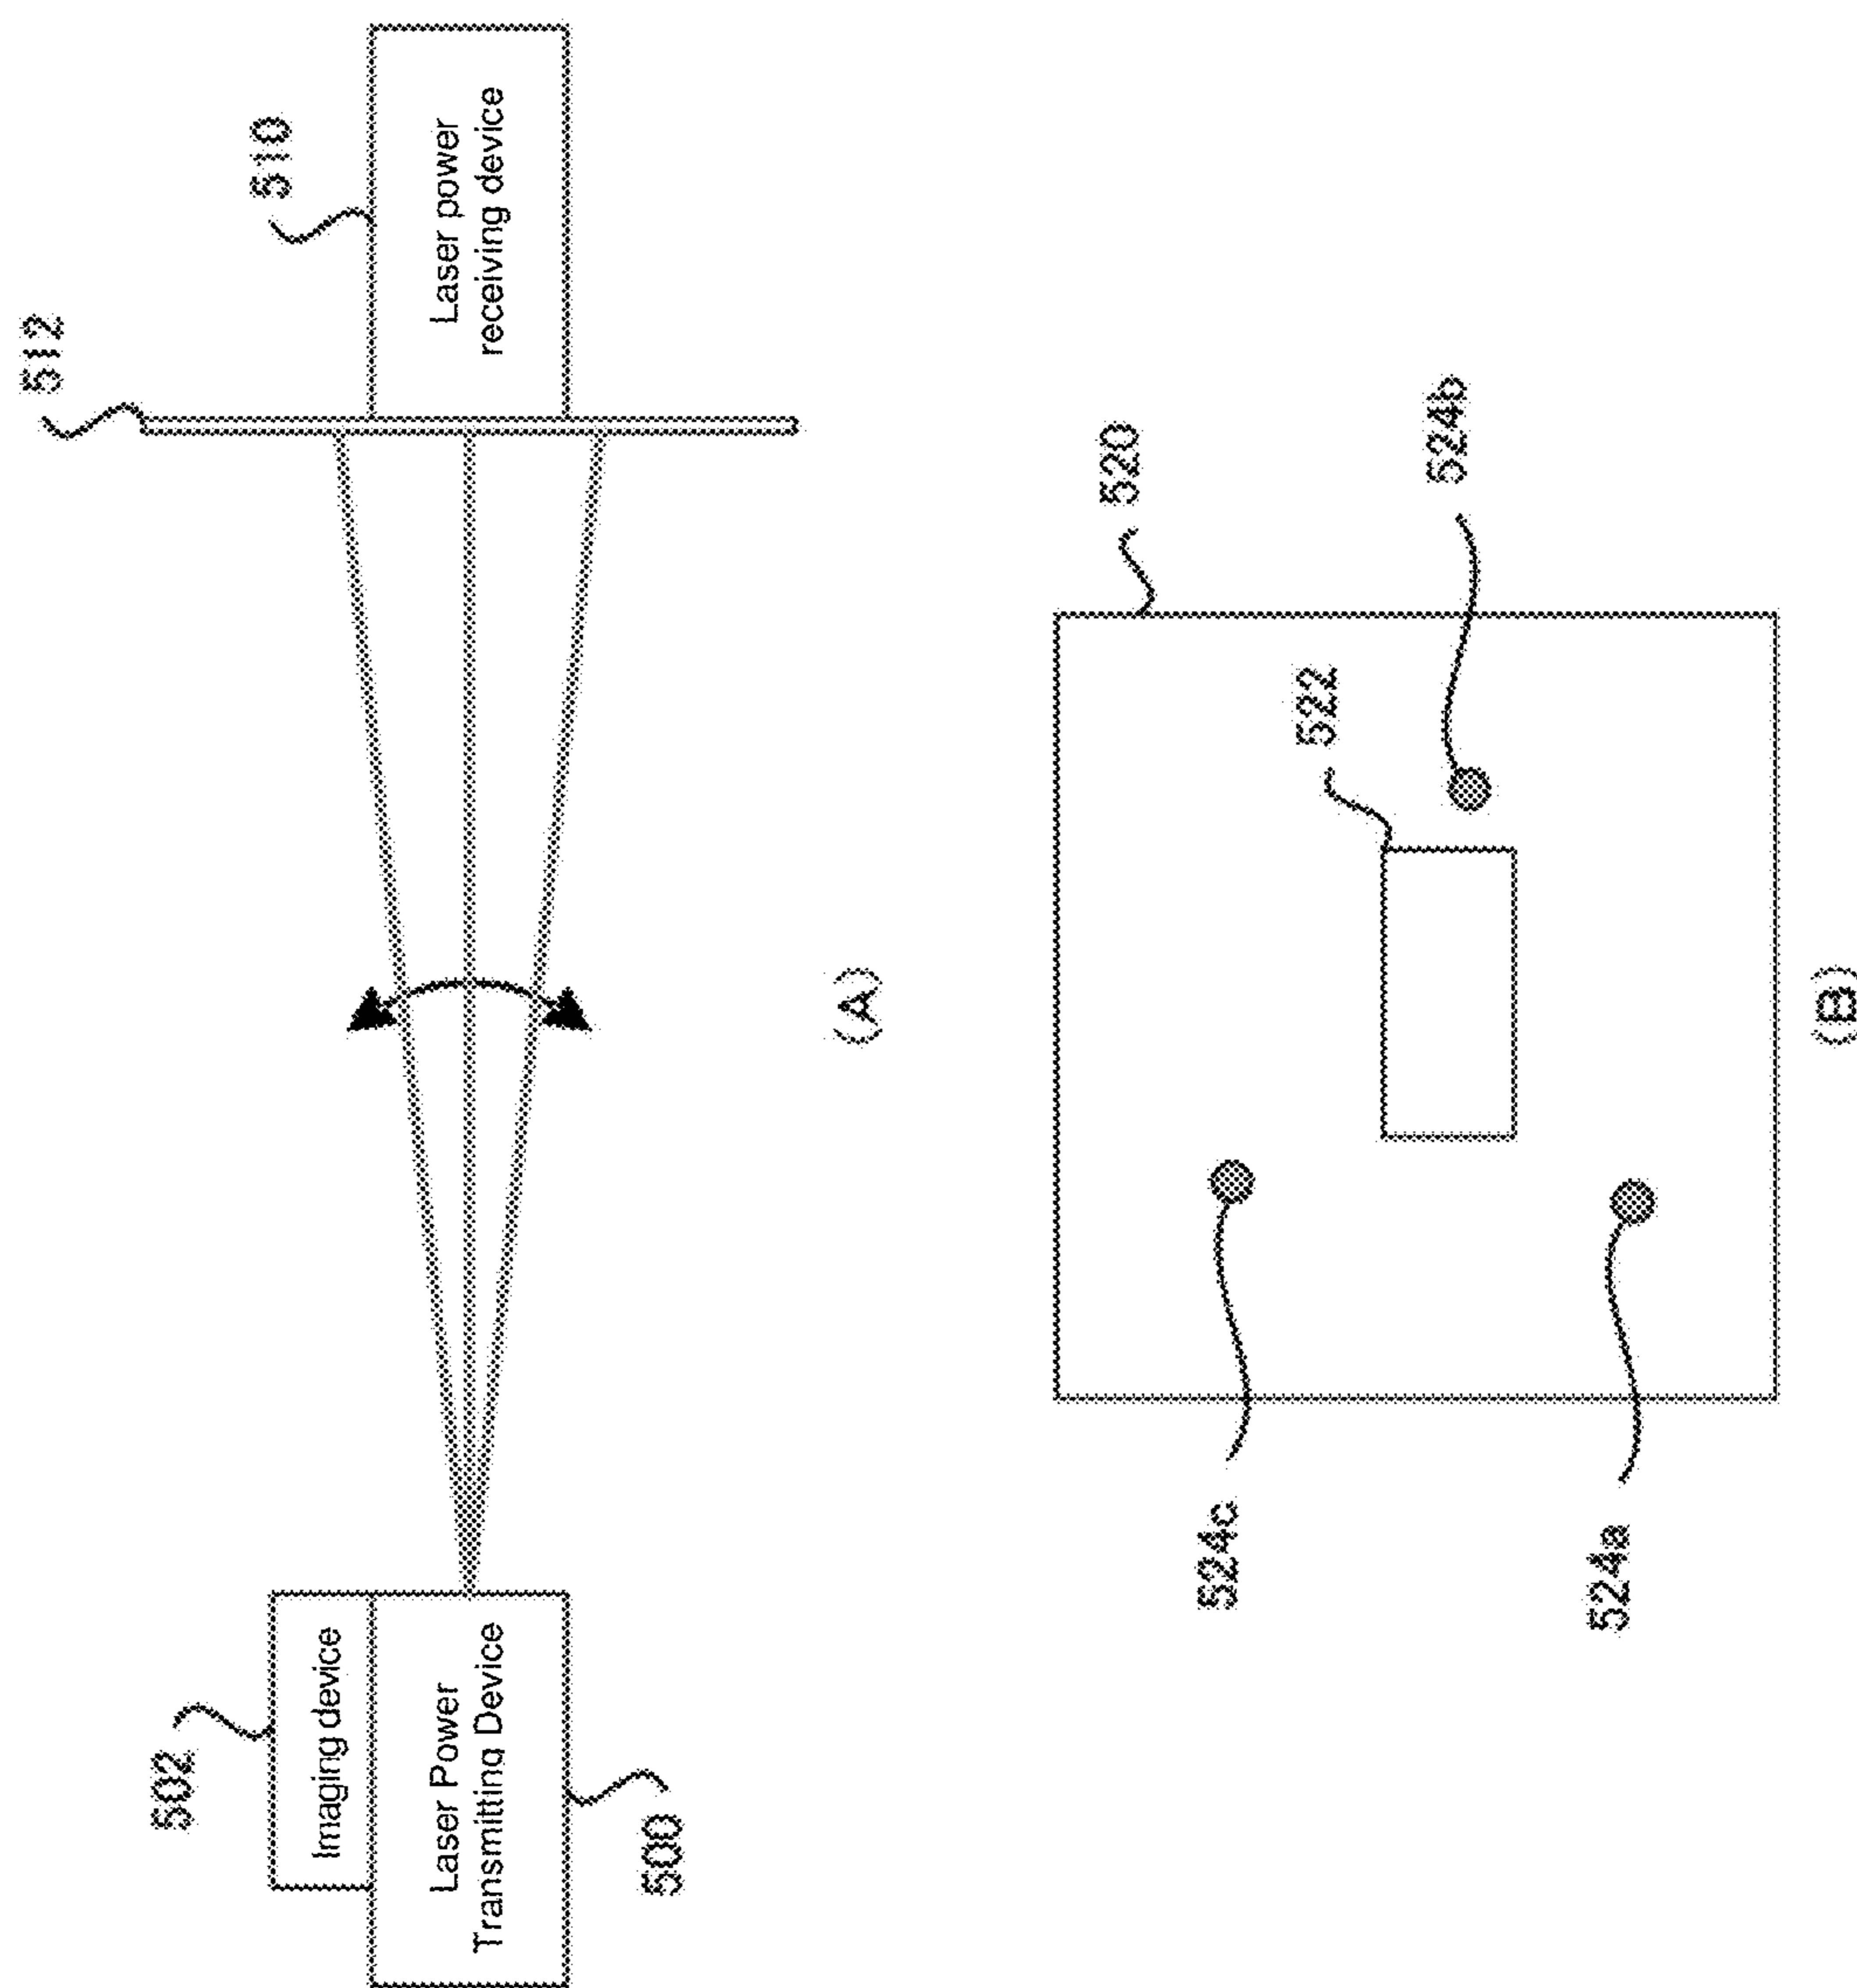 502
Imaging device
Laser Power
Transmitting Device
500
512
510
Laser power
receiving device
(A)
520
522
524b
524c
524a
(B)